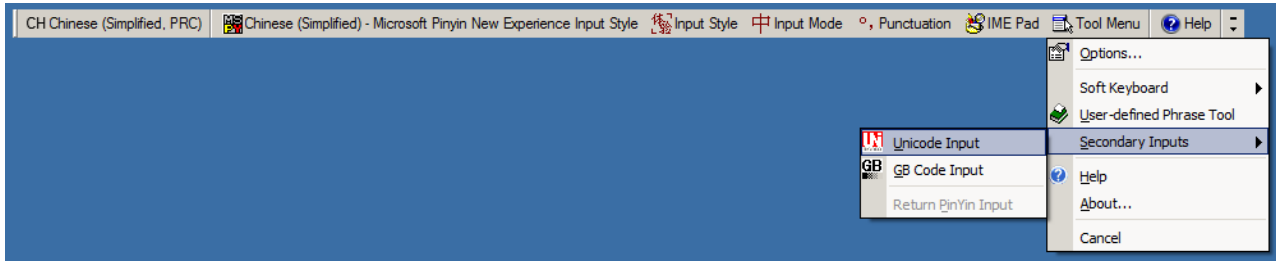 CH Chinese (Simplified, PRC) Chinese (Simplified) - Microsoft Pinyin New Experience Input Style Input Style 中 Input Mode °, Punctuation IME Pad Tool Menu Help
Options...
Soft Keyboard
User-defined Phrase Tool
Secondary Inputs
Unicode Input
GB GB Code Input
Return PinYin Input
Help
About...
Cancel